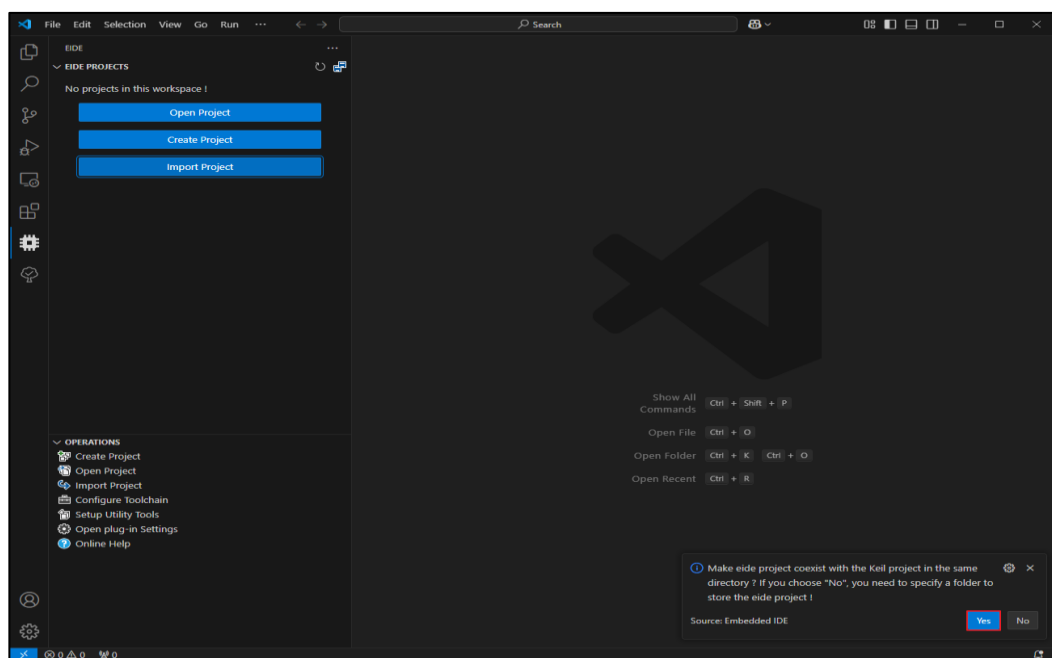 File Edit Selection View Go Run ··· Search
EIDE
EIDE PROJECTS
No projects in this workspace !
Open Project
Create Project
Import Project
Show All Commands Ctrl + Shift + P
Open File Ctrl + O
Open Folder Ctrl + K Ctrl + O
Open Recent Ctrl + R
OPERATIONS
Create Project
Open Project
Import Project
Configure Toolchain
Setup Utility Tools
Open plug-in Settings
Online Help
Make eide project coexist with the Keil project in the same
directory ? If you choose "No", you need to specify a folder to
store the eide project !
Source: Embedded IDE Yes No
0 0 0